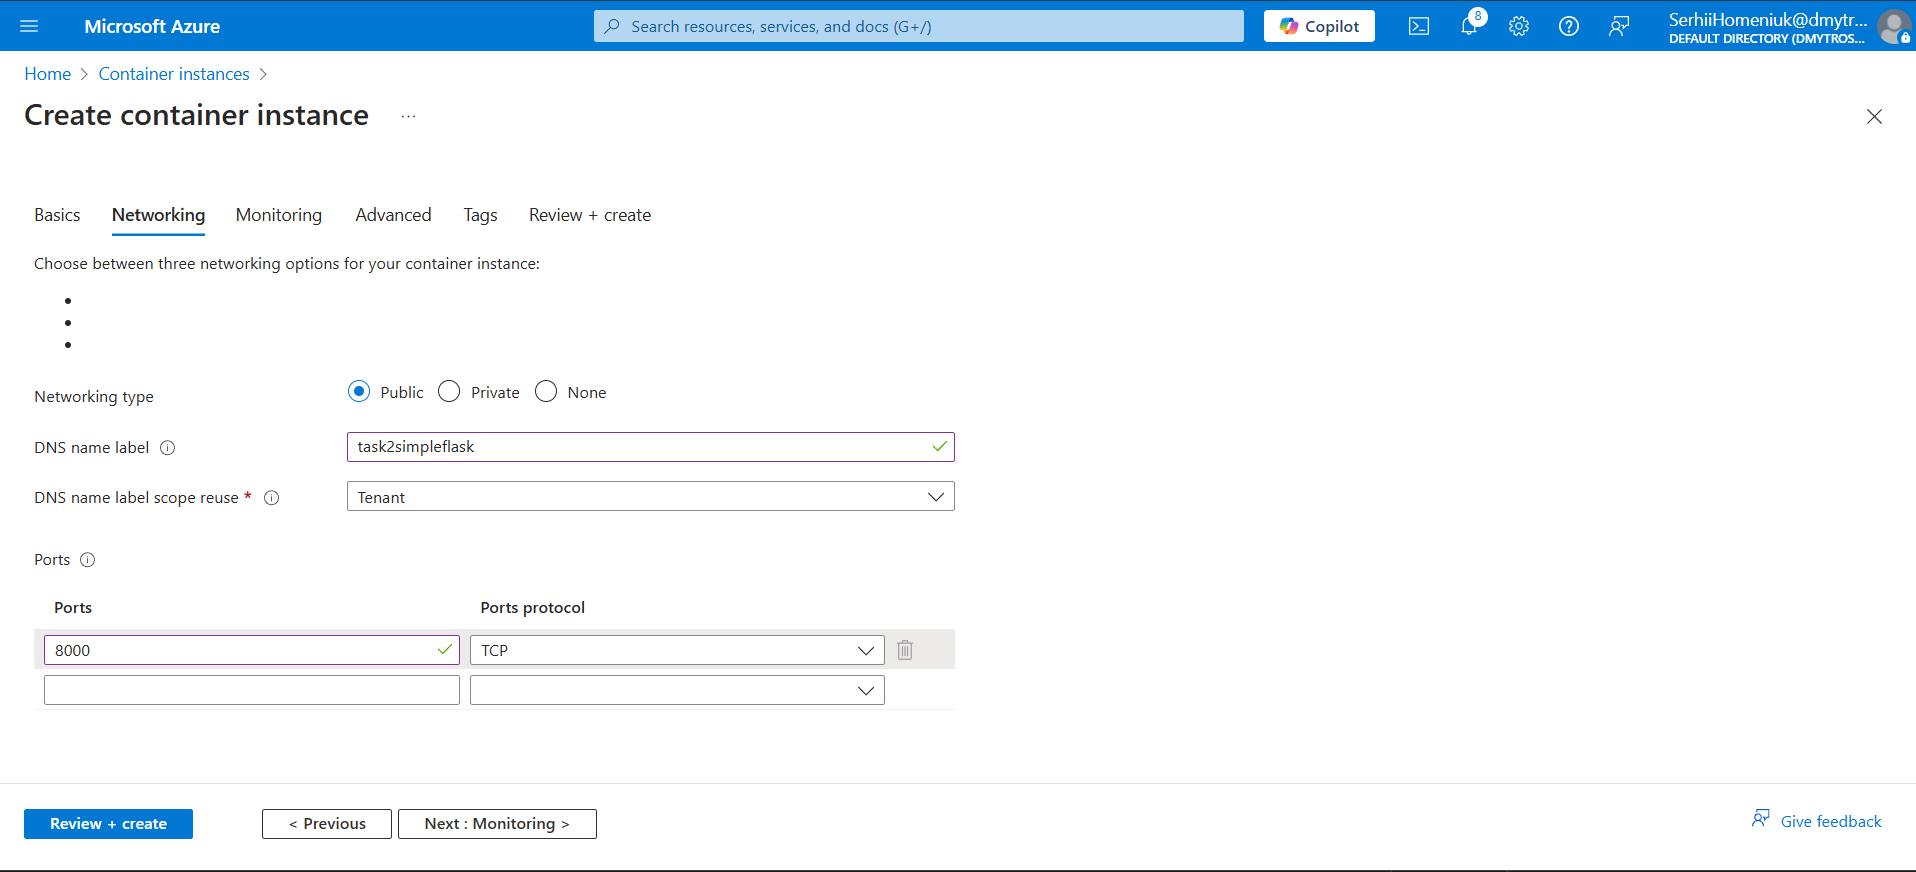 Microsoft Azure
Search resources, services, and docs (G+/)
Copilot
8
SerhiiHomeniuk@dmytr...
DEFAULT DIRECTORY (DMYTROS...
Home > Container instances >
Create container instance ...
Basics Networking Monitoring Advanced Tags Review + create
Choose between three networking options for your container instance:
Networking type
Public Private None
DNS name label
task2simpleflask
DNS name label scope reuse *
Tenant
Ports
Ports Ports protocol
8000 TCP
Review + create
< Previous
Next : Monitoring >
Give feedback